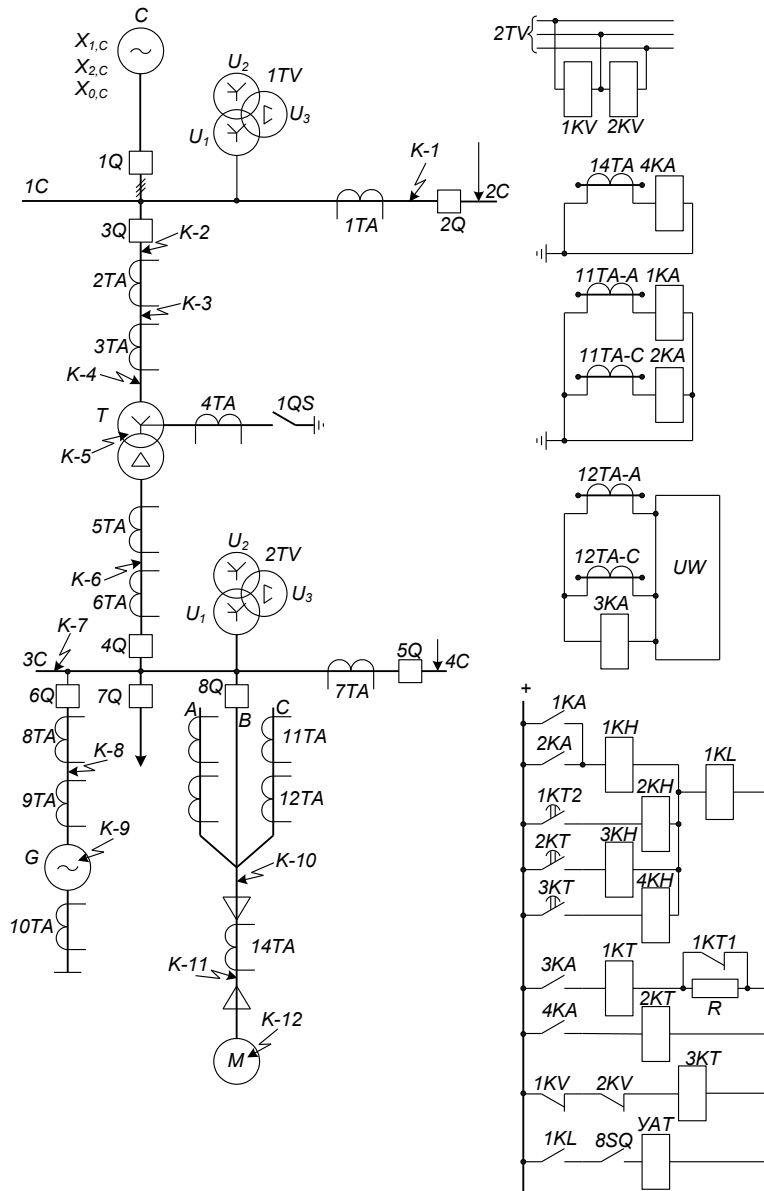 C
X1,C
X2,C
X0,C
U2
1TV
U1
U3
1Q
K-1
1C
2C
1TA
2Q
3Q
K-2
2TA
K-3
3TA
K-4
T
4TA
1QS
K-5
5TA
K-6
6TA
U2
2TV
U1
U3
K-7
4Q
5Q
3C
4C
7TA
6Q
7Q
8Q
A
B
C
8TA
11TA
K-8
9TA
12TA
G
K-9
K-10
10TA
14TA
K-11
K-12
M
2TV
1KV
2KV
14TA
4KA
11TA-A
1KA
11TA-C
2KA
12TA-A
12TA-C
UW
3KA
+
1KA
1KH
2KA
1KL
1KT2
2KH
2KT
3KH
3KT
4KH
3KA
1KT
1KT1
R
4KA
2KT
1KV
2KV
3KT
1KL
8SQ
УАТ